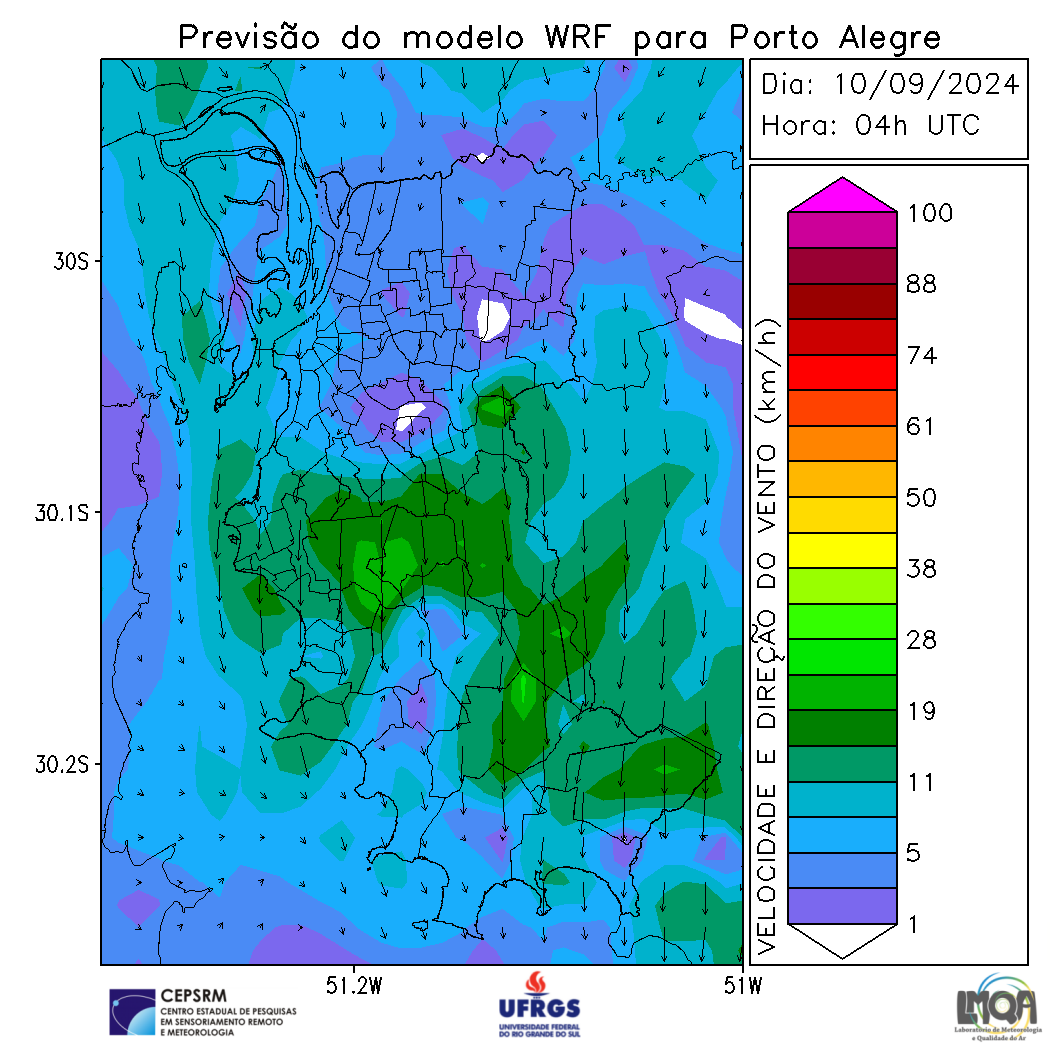 Previsão do modelo WRF para Porto Alegre
Dia: 10/09/2024
Hora: 04h UTC
30S
30.1S
30.2S
51.2W
51W
VELOCIDADE E DIREÇÃO DO VENTO (km/h)
100
88
74
61
50
38
28
19
11
5
1
CEPSRM
CENTRO ESTADUAL DE PESQUISAS
EM SENSORIAMENTO REMOTO
E METEOROLOGIA
UFRGS
UNIVERSIDADE FEDERAL
DO RIO GRANDE DO SUL
LMQA
Laboratório de Meteorologia
e Qualidade do Ar